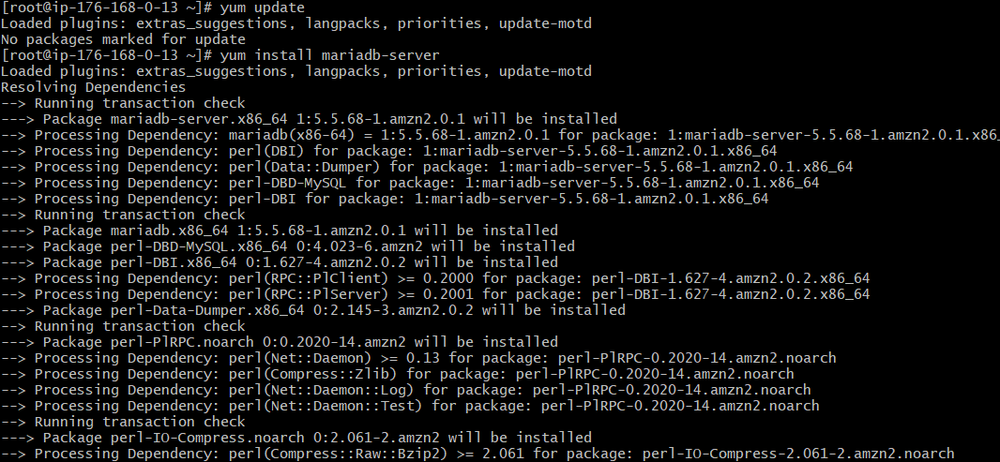 [root@ip-176-168-0-13 ~]# yum update
Loaded plugins: extras_suggestions, langpacks, priorities, update-motd
No packages marked for update
[root@ip-176-168-0-13 ~]# yum install mariadb-server
Loaded plugins: extras_suggestions, langpacks, priorities, update-motd
Resolving Dependencies
--> Running transaction check
---> Package mariadb-server.x86_64 1:5.5.68-1.amzn2.0.1 will be installed
--> Processing Dependency: mariadb(x86-64) = 1:5.5.68-1.amzn2.0.1 for package: 1:mariadb-server-5.5.68-1.amzn2.0.1.x86_
--> Processing Dependency: perl(DBI) for package: 1:mariadb-server-5.5.68-1.amzn2.0.1.x86_64
--> Processing Dependency: perl(Data::Dumper) for package: 1:mariadb-server-5.5.68-1.amzn2.0.1.x86_64
--> Processing Dependency: perl-DBD-MySQL for package: 1:mariadb-server-5.5.68-1.amzn2.0.1.x86_64
--> Processing Dependency: perl-DBI for package: 1:mariadb-server-5.5.68-1.amzn2.0.1.x86_64
--> Running transaction check
---> Package mariadb.x86_64 1:5.5.68-1.amzn2.0.1 will be installed
---> Package perl-DBD-MySQL.x86_64 0:4.023-6.amzn2 will be installed
---> Package perl-DBI.x86_64 0:1.627-4.amzn2.0.2 will be installed
--> Processing Dependency: perl(RPC::PlClient) >= 0.2000 for package: perl-DBI-1.627-4.amzn2.0.2.x86_64
--> Processing Dependency: perl(RPC::PlServer) >= 0.2001 for package: perl-DBI-1.627-4.amzn2.0.2.x86_64
---> Package perl-Data-Dumper.x86_64 0:2.145-3.amzn2.0.2 will be installed
--> Running transaction check
---> Package perl-PlRPC.noarch 0:0.2020-14.amzn2 will be installed
--> Processing Dependency: perl(Net::Daemon) >= 0.13 for package: perl-PlRPC-0.2020-14.amzn2.noarch
--> Processing Dependency: perl(Compress::Zlib) for package: perl-PlRPC-0.2020-14.amzn2.noarch
--> Processing Dependency: perl(Net::Daemon::Log) for package: perl-PlRPC-0.2020-14.amzn2.noarch
--> Processing Dependency: perl(Net::Daemon::Test) for package: perl-PlRPC-0.2020-14.amzn2.noarch
--> Running transaction check
---> Package perl-IO-Compress.noarch 0:2.061-2.amzn2 will be installed
--> Processing Dependency: perl(Compress::Raw::Bzip2) >= 2.061 for package: perl-IO-Compress-2.061-2.amzn2.noarch